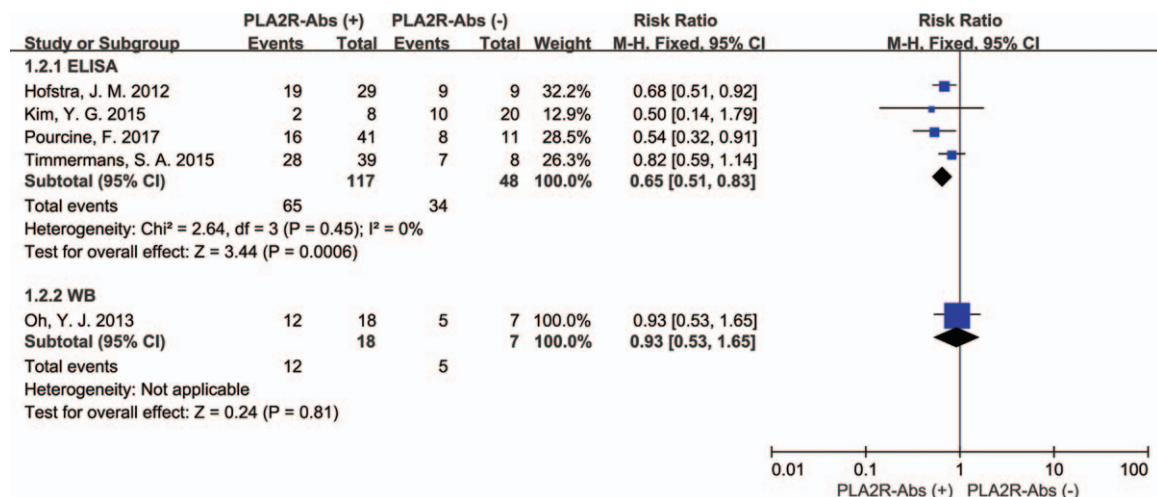 PLA2R-Abs (+) PLA2R-Abs (-) Risk Ratio Risk Ratio
Study or Subgroup Events Total Events Total Weight M-H, Fixed, 95% CI M-H, Fixed, 95% CI
1.2.1 ELISA
Hofstra, J. M. 2012 19 29 9 9 32.2% 0.68 [0.51, 0.92]
Kim, Y. G. 2015 2 8 10 20 12.9% 0.50 [0.14, 1.79]
Pourcine, F. 2017 16 41 8 11 28.5% 0.54 [0.32, 0.91]
Timmermans, S. A. 2015 28 39 7 8 26.3% 0.82 [0.59, 1.14]
Subtotal (95% CI) 117 48 100.0% 0.65 [0.51, 0.83]
Total events 65 34
Heterogeneity: Chi² = 2.64, df = 3 (P = 0.45); I² = 0%
Test for overall effect: Z = 3.44 (P = 0.0006)
1.2.2 WB
Oh, Y. J. 2013 12 18 5 7 100.0% 0.93 [0.53, 1.65]
Subtotal (95% CI) 18 7 100.0% 0.93 [0.53, 1.65]
Total events 12 5
Heterogeneity: Not applicable
Test for overall effect: Z = 0.24 (P = 0.81)
0.01 0.1 1 10 100
PLA2R-Abs (+) PLA2R-Abs (-)